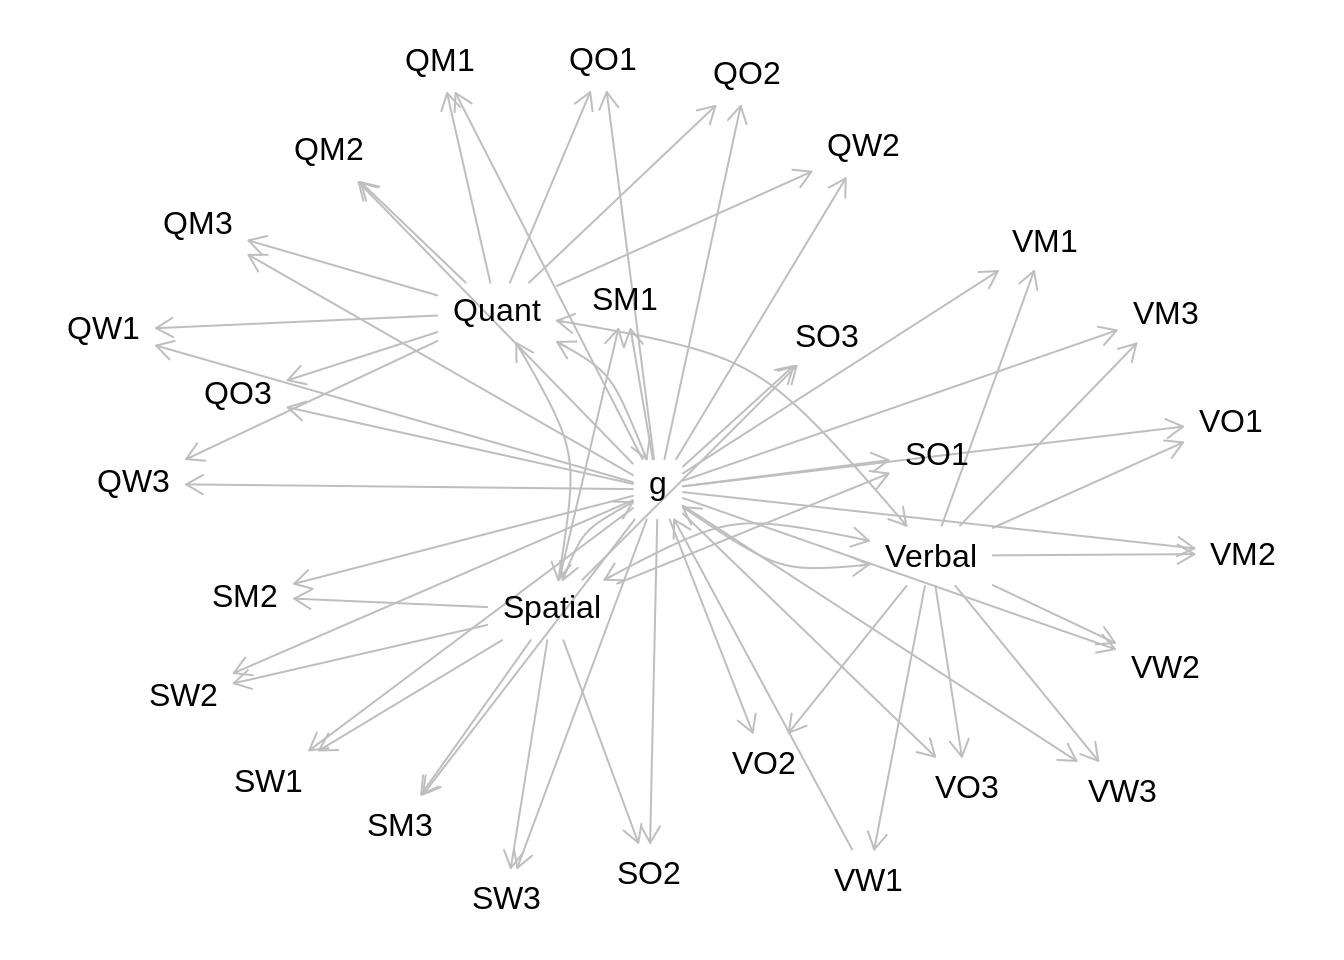 QM1
QO1
QO2
QM2
QW2
QM3
VM1
SM1
Quant
VM3
QW1
SO3
QO3
VO1
SO1
QW3
g
Verbal
VM2
SM2
Spatial
VW2
SW2
VO2
SW1
VO3
VW3
SM3
SO2
VW1
SW3